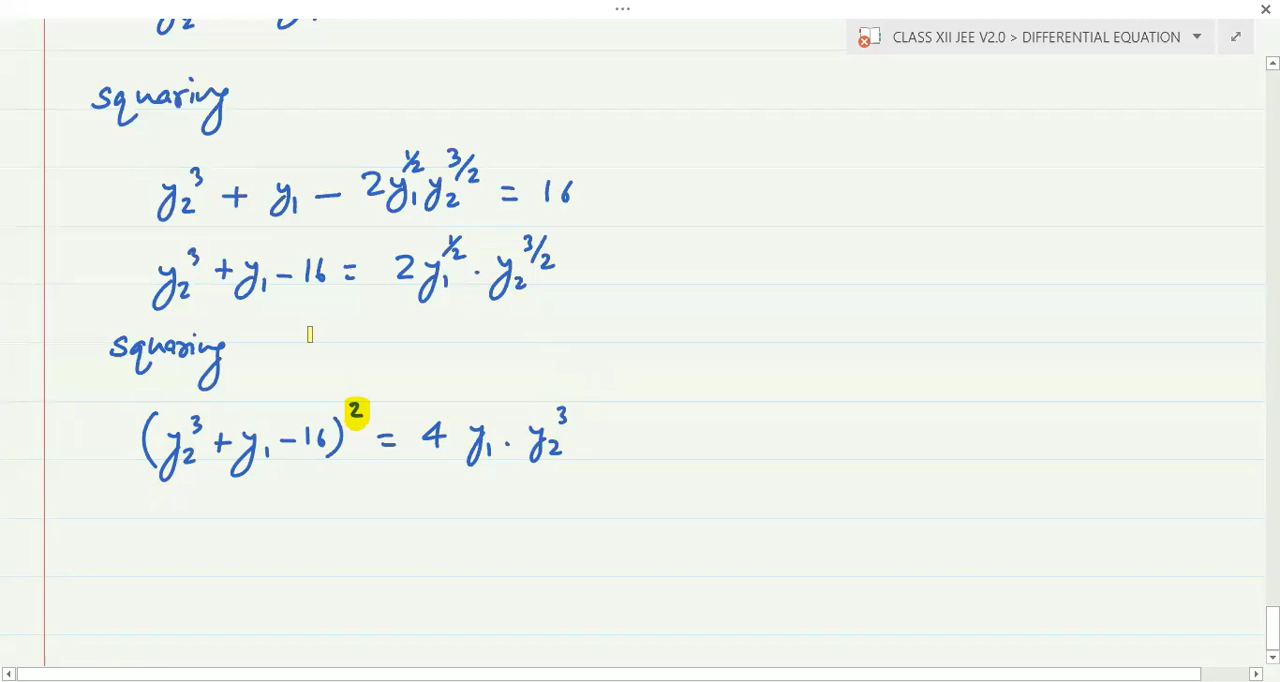 CLASS XII JEE V2.0 > DIFFERENTIAL EQUATION
squaring
y₂³ + y₁ − 2y₁^½ y₂^3/2 = 16
y₂³ + y₁ − 16 = 2y₁^½ · y₂^3/2
squaring
(y₂³ + y₁ − 16)² = 4 y₁ · y₂³